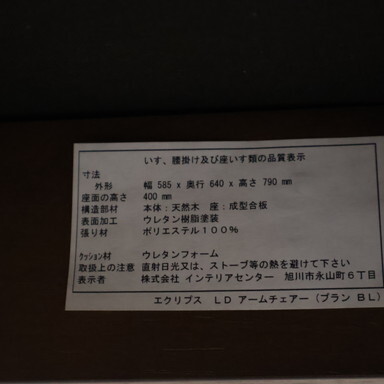 いす、腰掛け及び座いす類の品質表示
寸法
外形 幅 585 x 奥行 640 x 高さ 790 mm
座面の高さ 400 mm
構造部材 本体：天然木 座：成型合板
表面加工 ウレタン樹脂塗装
張り材 ポリエステル100%
クッション材 ウレタンフォーム
取扱上の注意 直射日光又は、ストーブ等の熱を避けて下さい
表示者 株式会社 インテリアセンター 旭川市永山町6丁目
エクリプス LD アームチェアー (プラン BL)